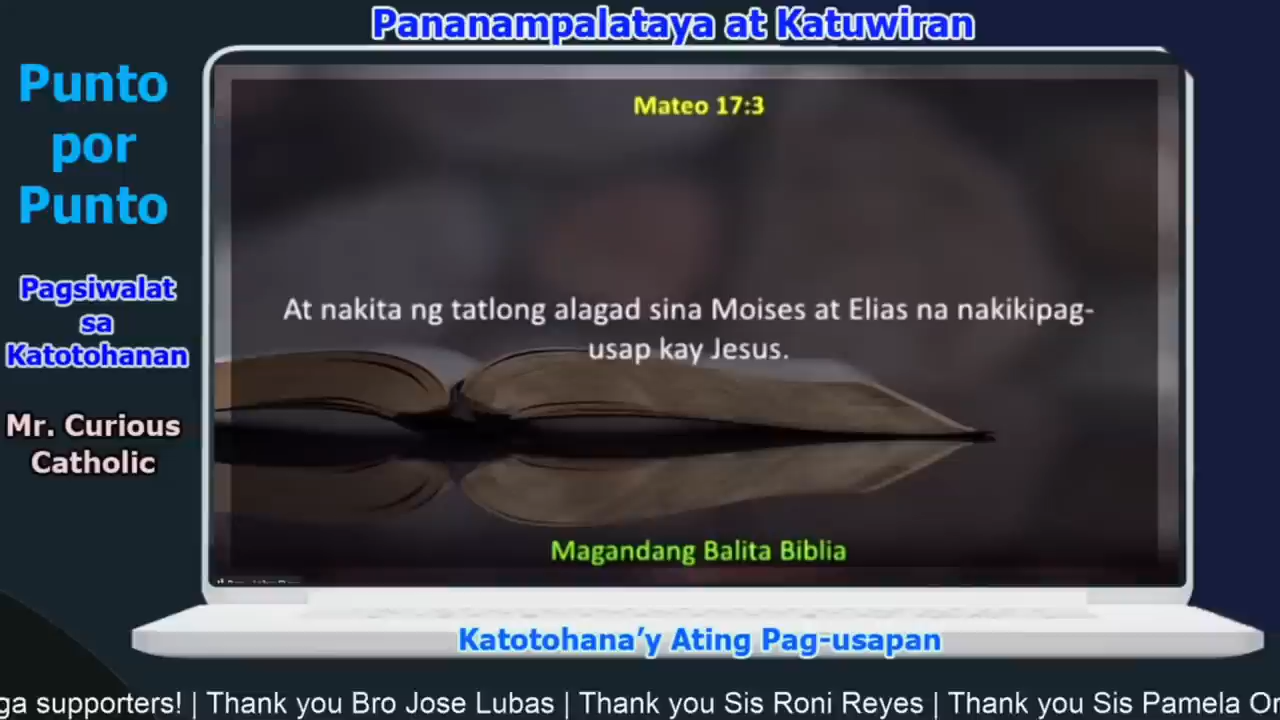 Pananampalataya at Katuwiran
Punto
por
Punto
Pagsiwalat
sa
Katotohanan
Mr. Curious
Catholic
Mateo 17:3
At nakita ng tatlong alagad sina Moises at Elias na nakikipag-
usap kay Jesus.
Magandang Balita Biblia
Katotohana’y Ating Pag-usapan
ga supporters! | Thank you Bro Jose Lubas | Thank you Sis Roni Reyes | Thank you Sis Pamela